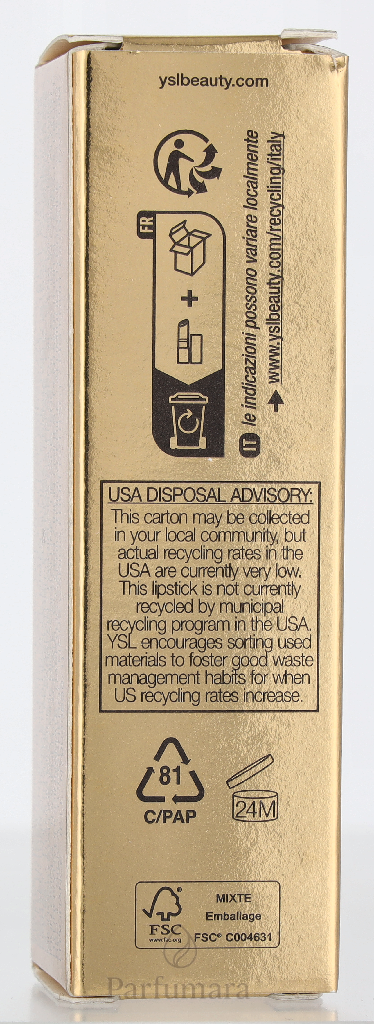 yslbeauty.com
FR
+
IT le indicazioni possono variare localmente
www.yslbeauty.com/recycling/italy
USA DISPOSAL ADVISORY:
This carton may be collected
in your local community, but
actual recycling rates in the
USA are currently very low.
This lipstick is not currently
recycled by municipal
recycling program in the USA.
YSL encourages sorting used
materials to foster good waste
management habits for when
US recycling rates increase.
81
C/PAP
24M
FSC
www.fsc.org
MIXTE
Emballage
FSC® C004631
Parfumara